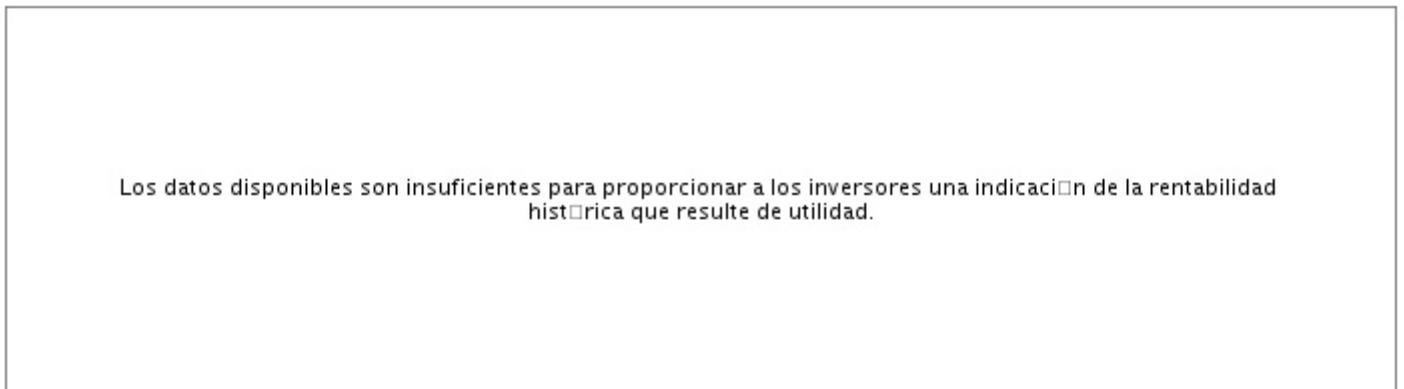 Los datos disponibles son insuficientes para proporcionar a los inversores una indicaci□n de la rentabilidad
hist□rica que resulte de utilidad.